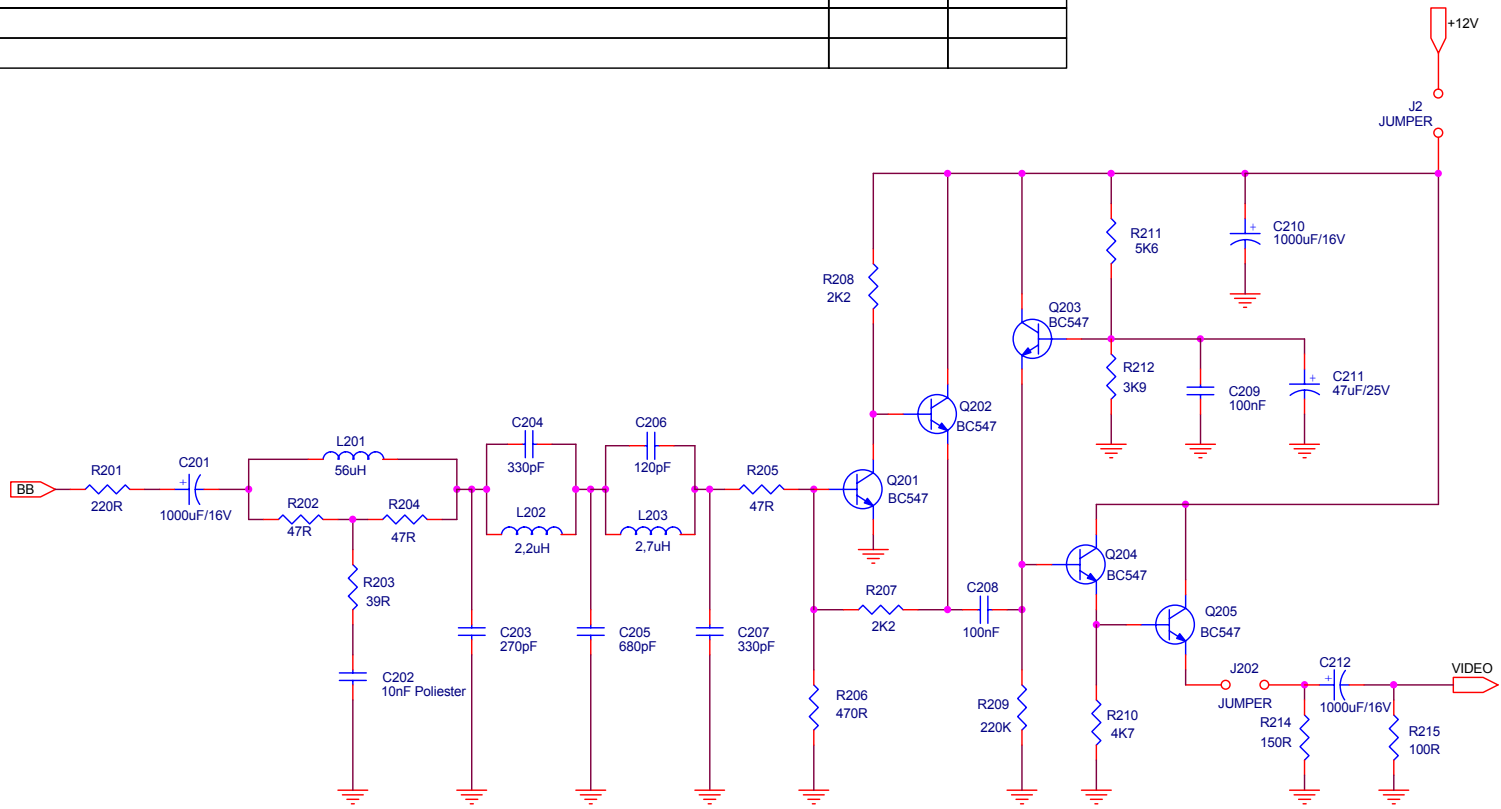 +12V
J2
JUMPER
R211
5K6
C210
1000uF/16V
R208
2K2
Q203
BC547
R212
3K9
C209
100nF
C211
47uF/25V
Q202
BC547
C204
330pF
C206
120pF
L201
56uH
R201
220R
C201
1000uF/16V
BB
R202
47R
R204
47R
L202
2,2uH
L203
2,7uH
R205
47R
Q201
BC547
R203
39R
C202
10nF Poliester
C203
270pF
C205
680pF
C207
330pF
R207
2K2
C208
100nF
Q204
BC547
Q205
BC547
R206
470R
R209
220K
R210
4K7
J202
JUMPER
C212
1000uF/16V
VIDEO
R214
150R
R215
100R